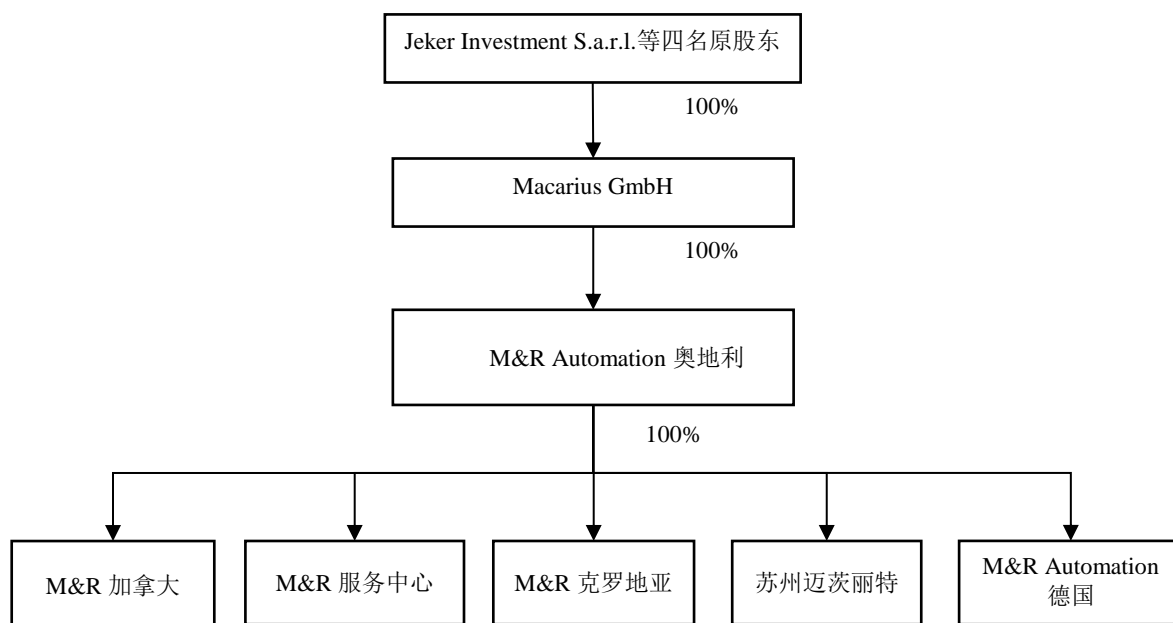 Jeker Investment S.a.r.l.等四名原股东
100%
Macarius GmbH
100%
M&R Automation 奥地利
100%
M&R 加拿大
M&R 服务中心
M&R 克罗地亚
苏州迈茨丽特
M&R Automation
德国